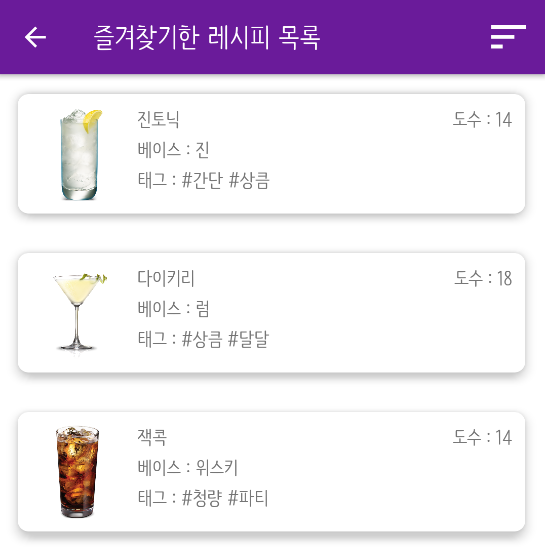 즐겨찾기한 레시피 목록
진토닉 도수 : 14
베이스 : 진
태그 : #간단 #상큼
다이키리 도수 : 18
베이스 : 럼
태그 : #상큼 #달달
잭콕 도수 : 14
베이스 : 위스키
태그 : #청량 #파티